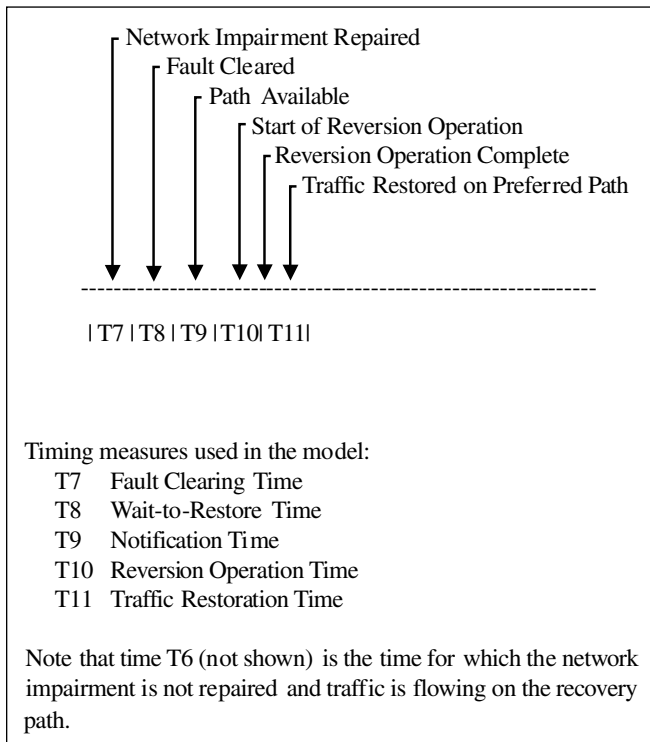 Network Impairment Repaired
Fault Cleared
Path Available
Start of Reversion Operation
Reversion Operation Complete
Traffic Restored on Preferred Path
| T7 | T8 | T9 | T10| T11|
Timing measures used in the model:
T7 Fault Clearing Time
T8 Wait-to-Restore Time
T9 Notification Time
T10 Reversion Operation Time
T11 Traffic Restoration Time
Note that time T6 (not shown) is the time for which the network
impairment is not repaired and traffic is flowing on the recovery
path.